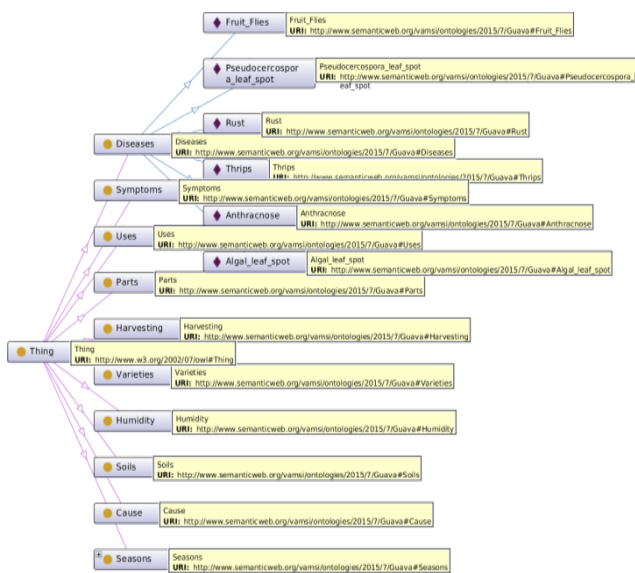 Fruit_Flies
Fruit_Flies
URI: http://www.semanticweb.org/vamsi/ontologies/2015/7/Guava#Fruit_Flies
Pseudocercospor
a_leaf_spot
Pseudocercospora_leaf_spot
URI: http://www.semanticweb.org/vamsi/ontologies/2015/7/Guava#Pseudocercospora_l
eaf_spot
Rust
Rust
URI: http://www.semanticweb.org/vamsi/ontologies/2015/7/Guava#Rust
Diseases
Diseases
URI: http://www.semanticweb.org/vamsi/ontologies/2015/7/Guava#Diseases
Thrips
Thrips
URI: http://www.semanticweb.org/vamsi/ontologies/2015/7/Guava#Thrips
Symptoms
Symptoms
URI: http://www.semanticweb.org/vamsi/ontologies/2015/7/Guava#Symptoms
Anthracnose
Anthracnose
URI: http://www.semanticweb.org/vamsi/ontologies/2015/7/Guava#Anthracnose
Uses
Uses
URI: http://www.semanticweb.org/vamsi/ontologies/2015/7/Guava#Uses
Algal_leaf_spot
Algal_leaf_spot
URI: http://www.semanticweb.org/vamsi/ontologies/2015/7/Guava#Algal_leaf_spot
Parts
Parts
URI: http://www.semanticweb.org/vamsi/ontologies/2015/7/Guava#Parts
Harvesting
Harvesting
URI: http://www.semanticweb.org/vamsi/ontologies/2015/7/Guava#Harvesting
Thing
Thing
URI: http://www.w3.org/2002/07/owl#Thing
Varieties
Varieties
URI: http://www.semanticweb.org/vamsi/ontologies/2015/7/Guava#Varieties
Humidity
Humidity
URI: http://www.semanticweb.org/vamsi/ontologies/2015/7/Guava#Humidity
Soils
Soils
URI: http://www.semanticweb.org/vamsi/ontologies/2015/7/Guava#Soils
Cause
Cause
URI: http://www.semanticweb.org/vamsi/ontologies/2015/7/Guava#Cause
Seasons
Seasons
URI: http://www.semanticweb.org/vamsi/ontologies/2015/7/Guava#Seasons